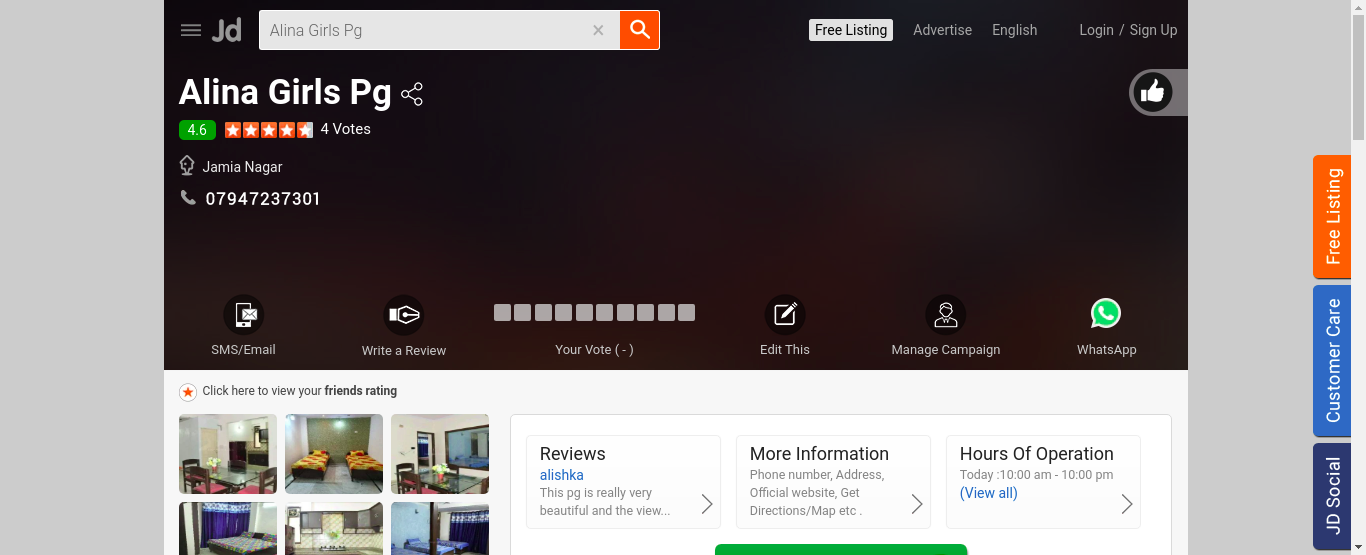 Jd
Alina Girls Pg
Free Listing
Advertise
English
Login / Sign Up
Alina Girls Pg
4.6
4 Votes
Jamia Nagar
07947237301
SMS/Email
Write a Review
Your Vote ( - )
Edit This
Manage Campaign
WhatsApp
Click here to view your friends rating
Reviews
alishka
This pg is really very
beautiful and the view...
More Information
Phone number, Address,
Official website, Get
Directions/Map etc .
Hours Of Operation
Today :10:00 am - 10:00 pm
(View all)
Free Listing
Customer Care
JD Social